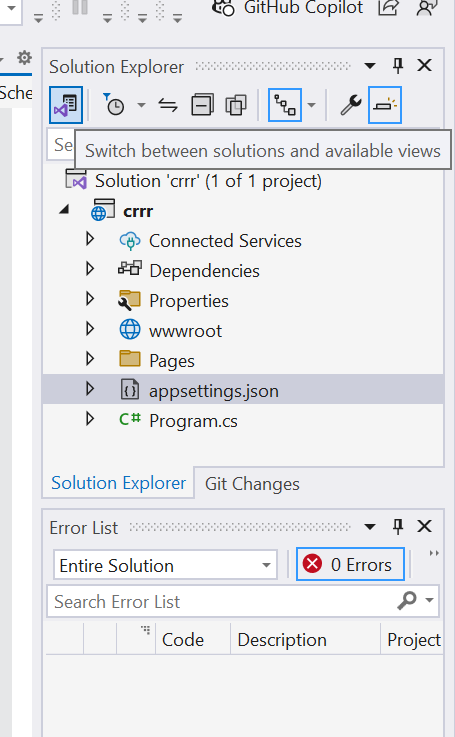 GitHub Copilot
Sche
Solution Explorer
Se
Switch between solutions and available views
Solution 'crrr' (1 of 1 project)
crrr
Connected Services
Dependencies
Properties
wwwroot
Pages
appsettings.json
C# Program.cs
Solution Explorer Git Changes
Error List
Entire Solution 0 Errors
Search Error List
Code Description Project